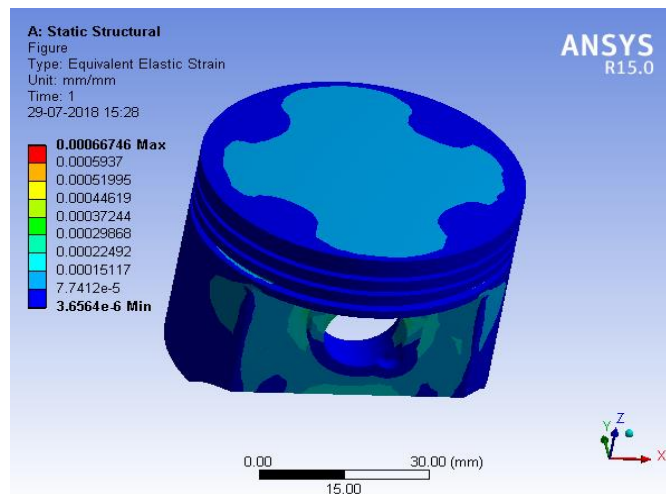 A: Static Structural
Figure
Type: Equivalent Elastic Strain
Unit: mm/mm
Time: 1
29-07-2018 15:28
ANSYS
R15.0
0.00066746 Max
0.0005937
0.00051995
0.00044619
0.00037244
0.00029868
0.00022492
0.00015117
7.7412e-5
3.6564e-6 Min
0.00
30.00 (mm)
15.00
Y
Z
X